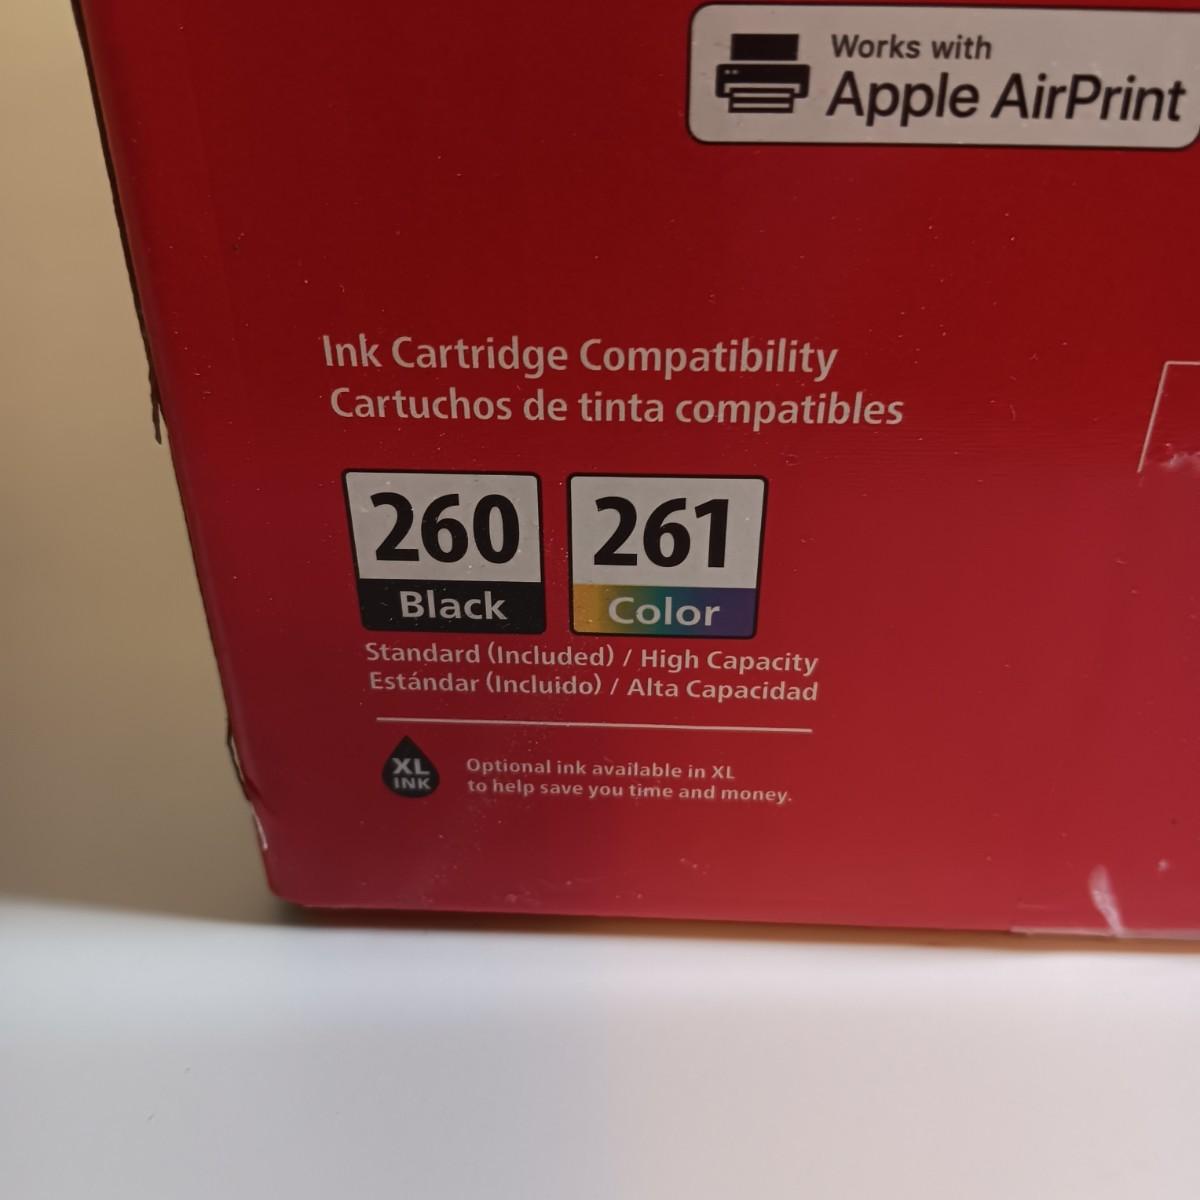 Works with
Apple AirPrint
Ink Cartridge Compatibility
Cartuchos de tinta compatibles
260
Black
261
Color
Standard (Included) / High Capacity
Estándar (Incluido) / Alta Capacidad
XL
INK
Optional ink available in XL
to help save you time and money.